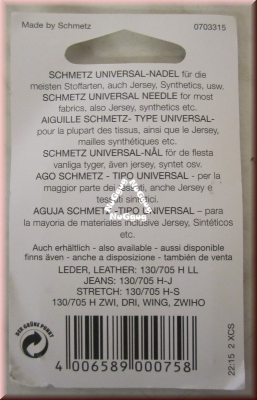 Made by Schmetz
0703315
SCHMETZ UNIVERSAL-NADEL für die
meisten Stoffarten, auch Jersey, Synthetics, usw.
SCHMETZ UNIVERSAL NEEDLE for most
fabrics, also Jersey, synthetics etc.
AIGUILLE SCHMETZ- TYPE UNIVERSAL-
pour la plupart des tissus, ainsi que le Jersey,
mailles synthétiques etc.
SCHMETZ UNIVERSAL-NÅL för de flesta
vanliga tyger, även jersey, syntet osv.
AGO SCHMETZ - TIPO UNIVERSAL - per la
maggior parte dei tessuti, anche Jersey e
tessuti sintetici.
AGUJA SCHMETZ -TIPO UNIVERSAL – para
la mayoria de materiales inclusive Jersey, Sintéticos
etc.
Auch erhältlich - also available - aussi disponible
finns även - anche a disposizione - también de venta
LEDER, LEATHER: 130/705 H LL
JEANS: 130/705 H-J
STRETCH: 130/705 H-S
130/705 H ZWI, DRI, WING, ZWIHO
DER GRÜNE PUNKT
4 006589 000758
22:15 2 XCS